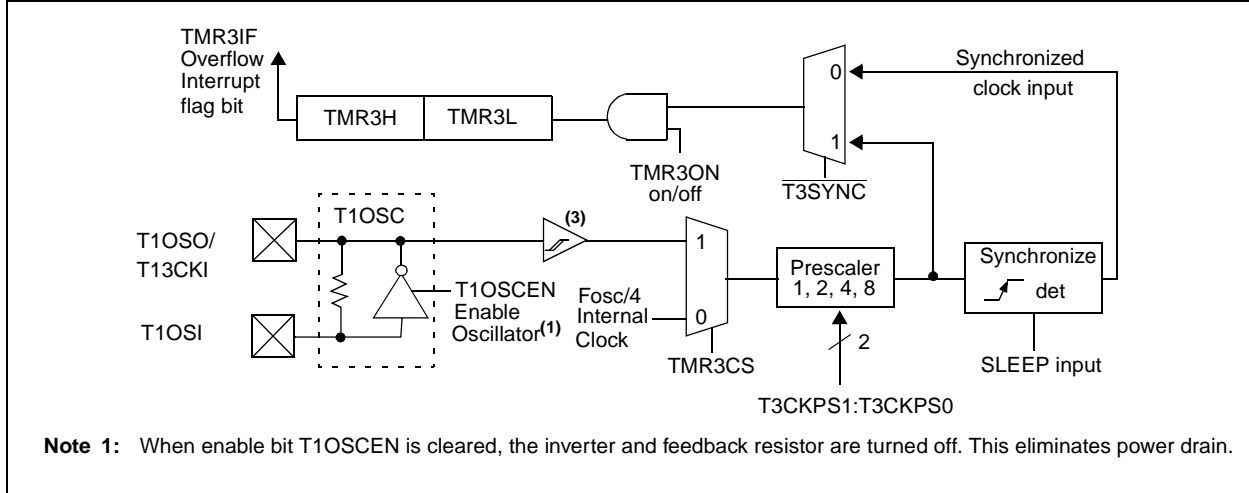 TMR3IF
Overflow
Interrupt
flag bit
TMR3H
TMR3L
TMR3ON
on/off
0
1
T3SYNC
Synchronized
clock input
T1OSC
T1OSO/
T13CKI
T1OSI
(3)
T1OSCEN
Enable
Oscillator(1)
Fosc/4
Internal
Clock
1
0
TMR3CS
Prescaler
1, 2, 4, 8
2
T3CKPS1:T3CKPS0
Synchronize
det
SLEEP input
Note 1: When enable bit T1OSCEN is cleared, the inverter and feedback resistor are turned off. This eliminates power drain.